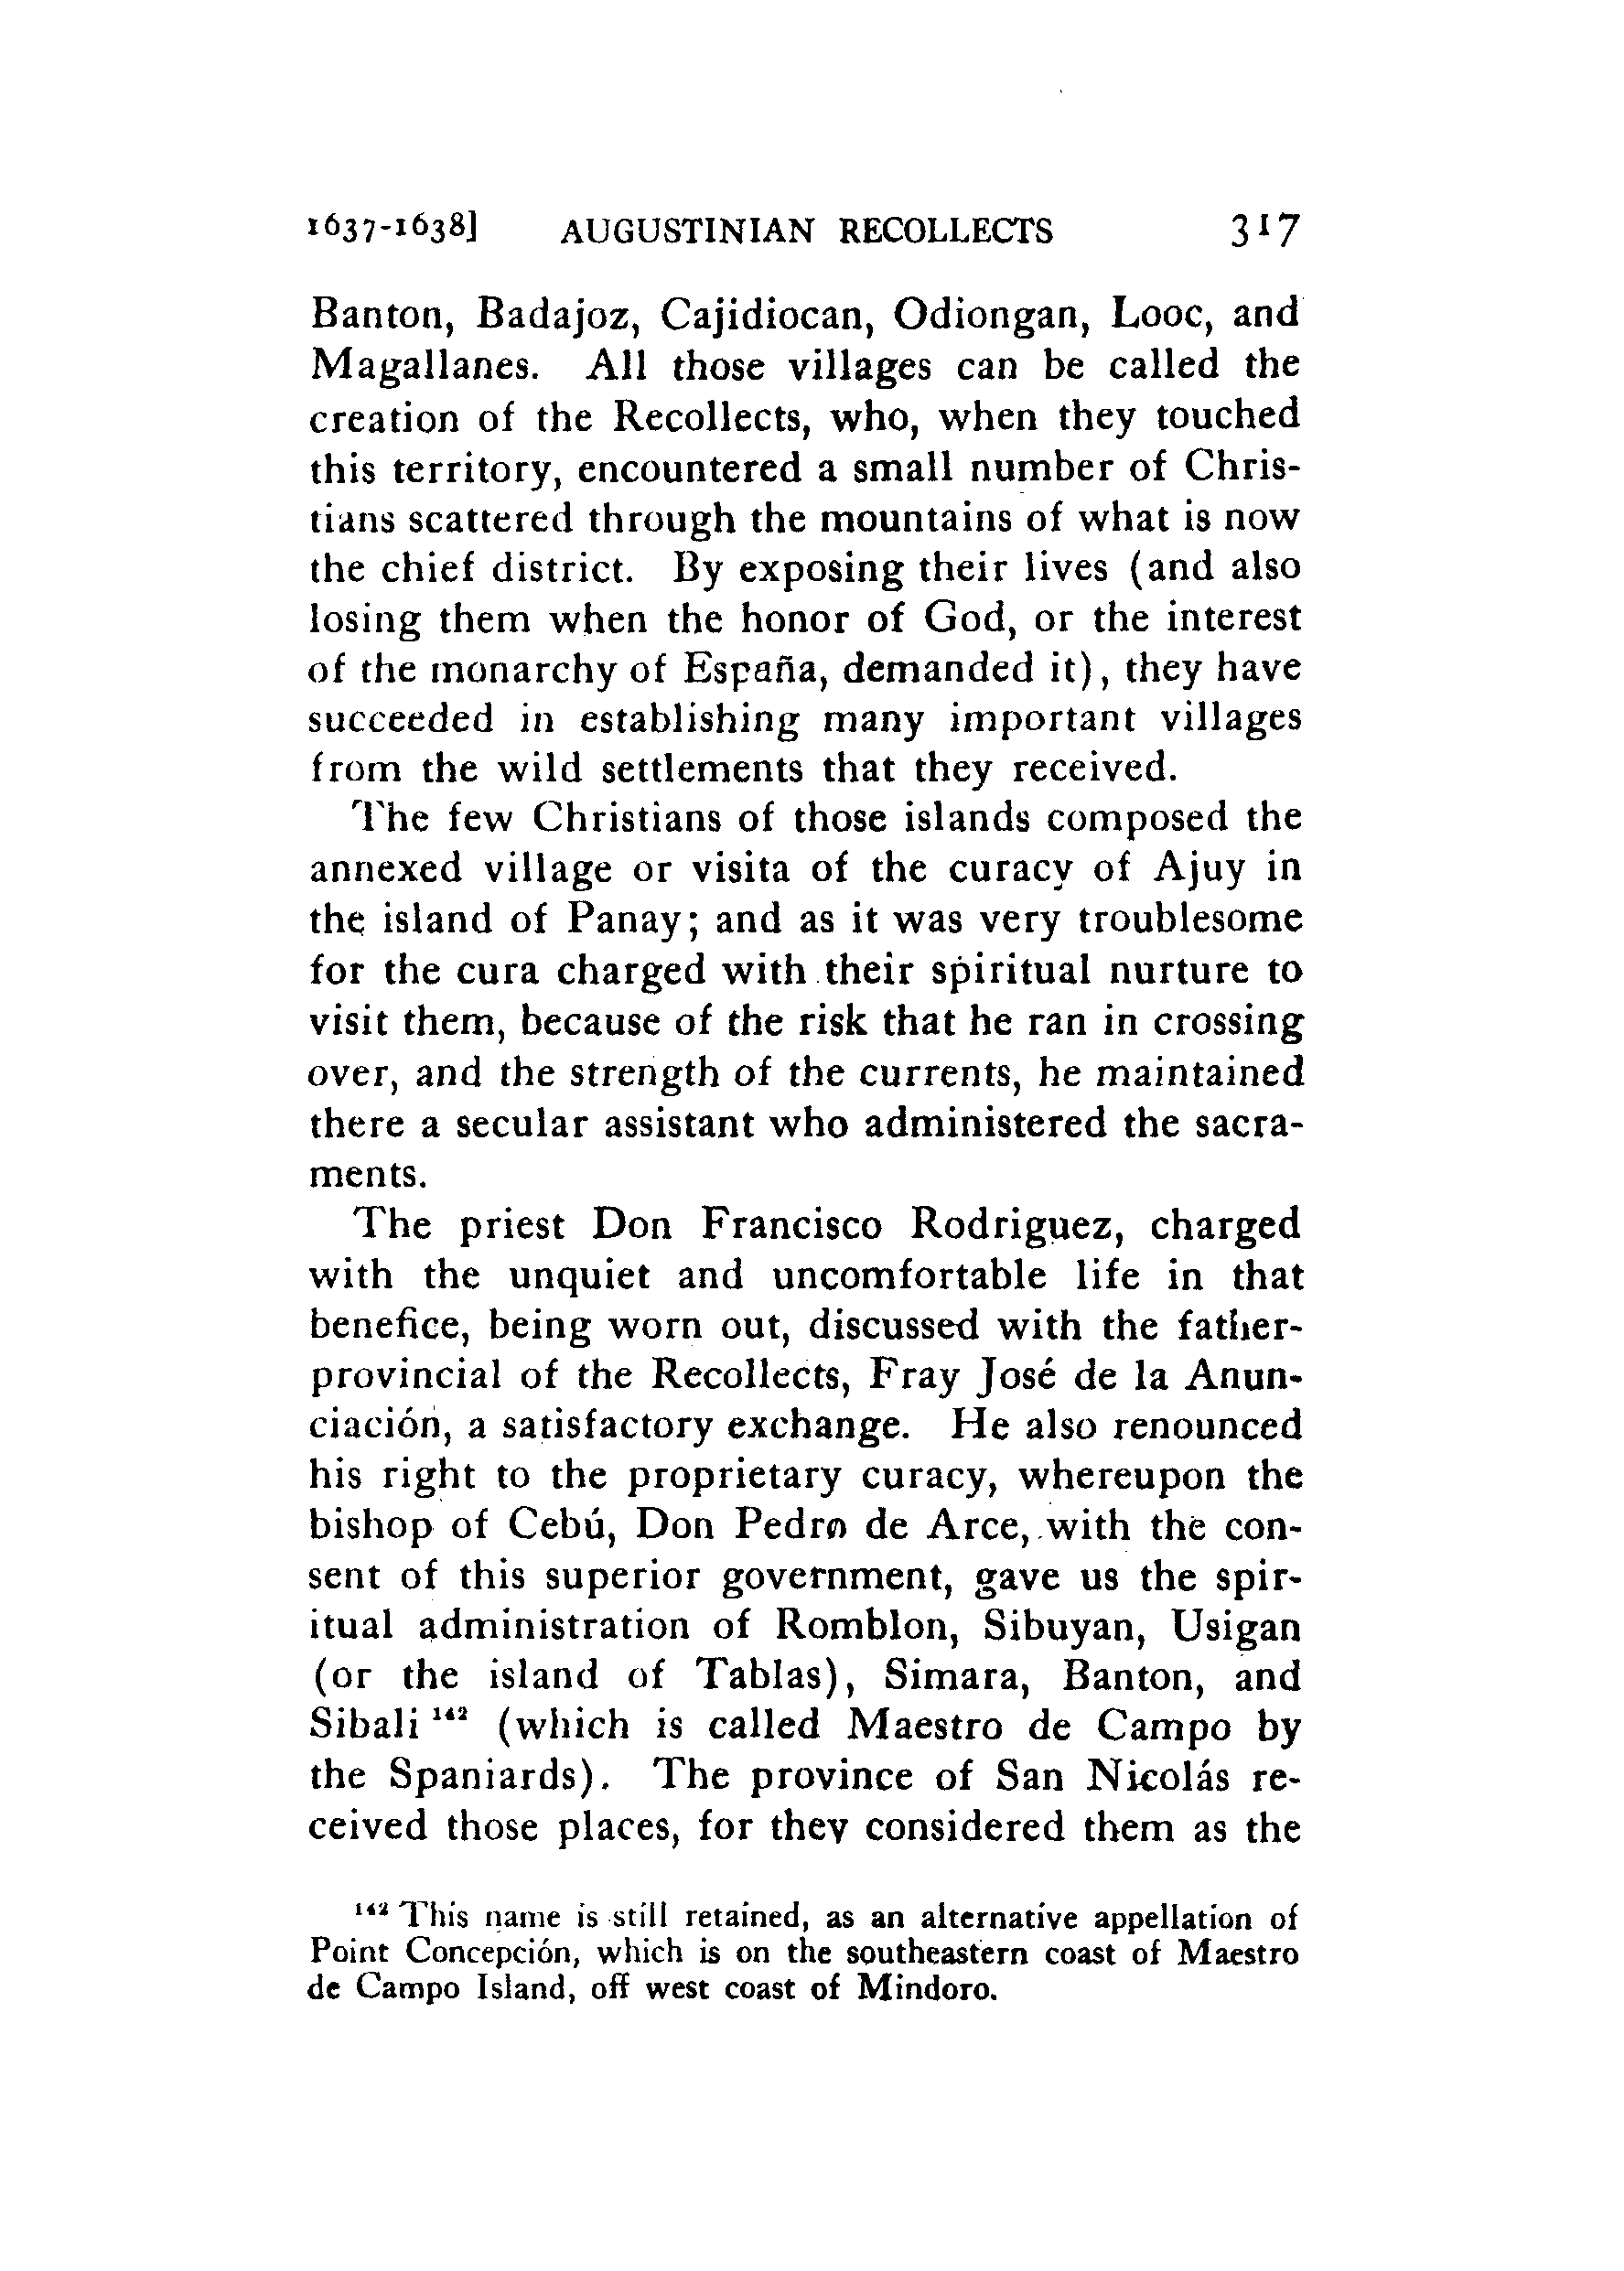 1637-1638] AUGUSTINIAN RECOLLECTS 317
Banton, Badajoz, Cajidiocan, Odiongan, Looc, and
Magallanes. All those villages can be called the
creation of the Recollects, who, when they touched
this territory, encountered a small number of Chris-
tians scattered through the mountains of what is now
the chief district. By exposing their lives (and also
losing them when the honor of God, or the interest
of the monarchy of España, demanded it), they have
succeeded in establishing many important villages
from the wild settlements that they received.
The few Christians of those islands composed the
annexed village or visita of the curacy of Ajuy in
the island of Panay; and as it was very troublesome
for the cura charged with their spiritual nurture to
visit them, because of the risk that he ran in crossing
over, and the strength of the currents, he maintained
there a secular assistant who administered the sacra-
ments.
The priest Don Francisco Rodriguez, charged
with the unquiet and uncomfortable life in that
benefice, being worn out, discussed with the father-
provincial of the Recollects, Fray José de la Anun-
ciación, a satisfactory exchange. He also renounced
his right to the proprietary curacy, whereupon the
bishop of Cebú, Don Pedro de Arce, with the con-
sent of this superior government, gave us the spir-
itual administration of Romblon, Sibuyan, Usigan
(or the island of Tablas), Simara, Banton, and
Sibali ¹⁴² (which is called Maestro de Campo by
the Spaniards). The province of San Nicolás re-
ceived those places, for they considered them as the
¹⁴² This name is still retained, as an alternative appellation of
Point Concepción, which is on the southeastern coast of Maestro
de Campo Island, off west coast of Mindoro.